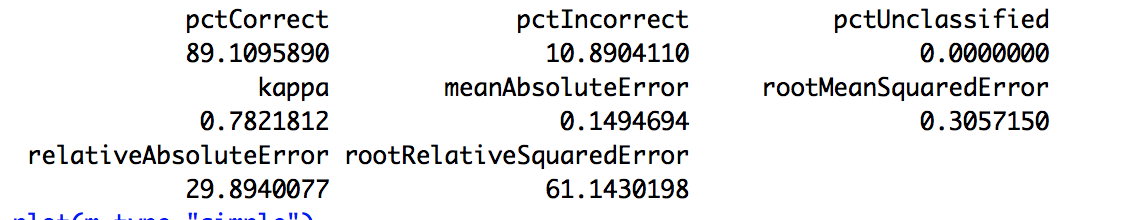 pctCorrect pctIncorrect pctUnclassified
89.1095890 10.8904110 0.0000000
kappa meanAbsoluteError rootMeanSquaredError
0.7821812 0.1494694 0.3057150
relativeAbsoluteError rootRelativeSquaredError
29.8940077 61.1430198